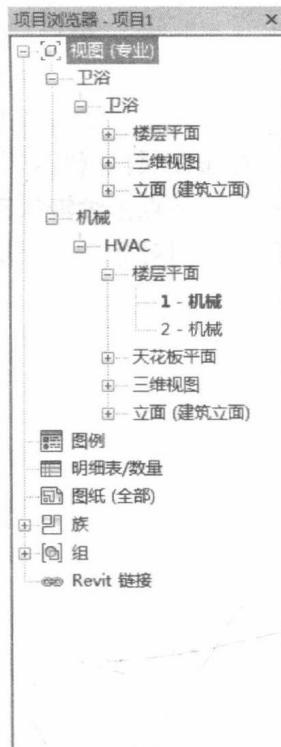 项目浏览器 - 项目1
视图 (专业)
卫浴
卫浴
楼层平面
三维视图
立面 (建筑立面)
机械
HVAC
楼层平面
1 - 机械
2 - 机械
天花板平面
三维视图
立面 (建筑立面)
图例
明细表/数量
图纸 (全部)
族
组
Revit 链接